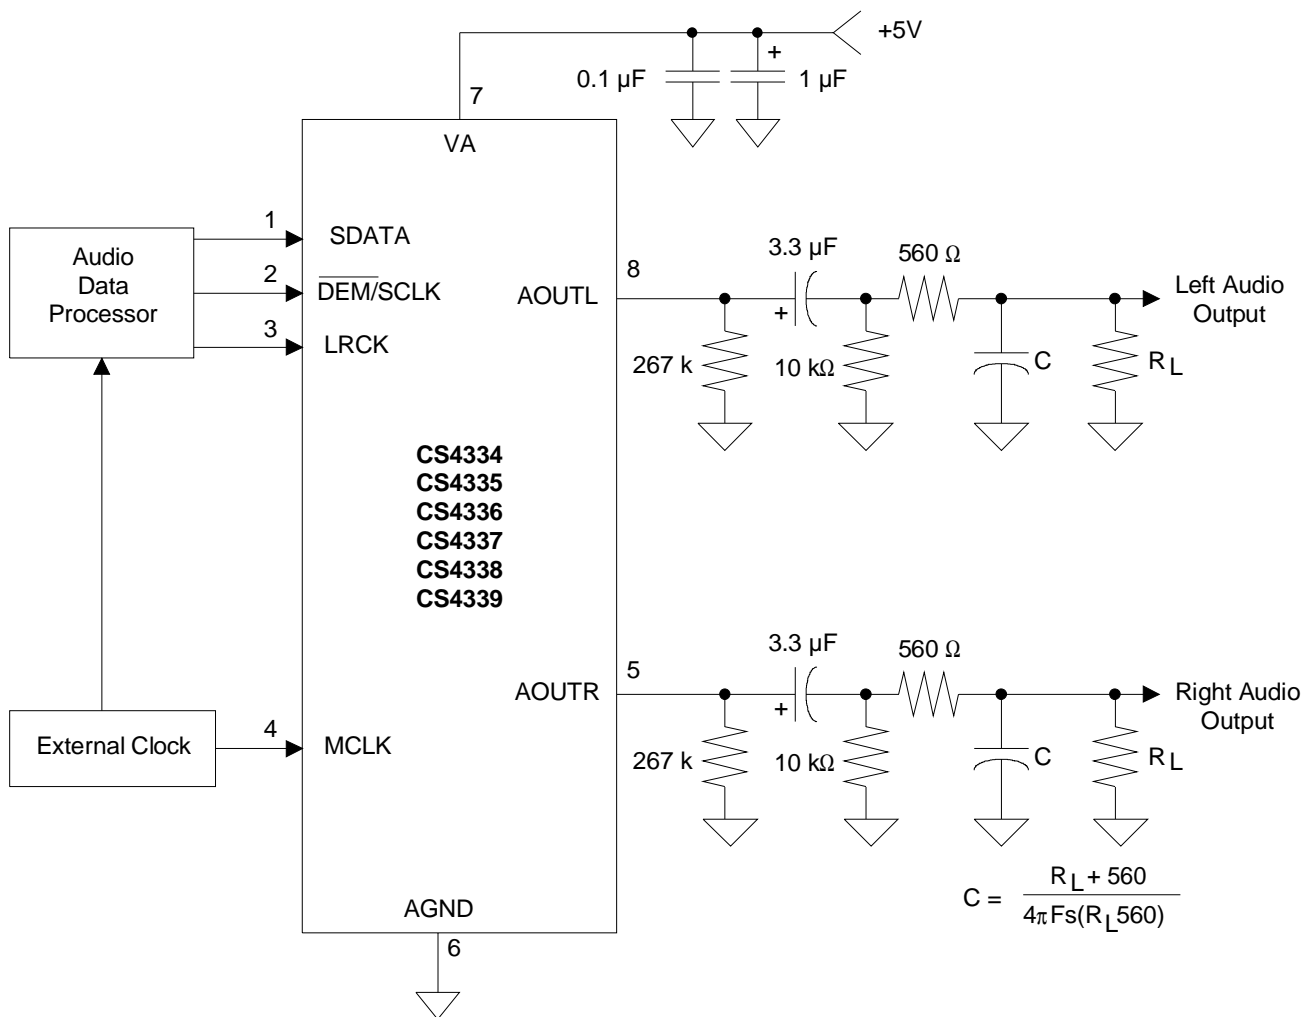 +5V
0.1 µF
+
1 µF
7
VA
Audio
Data
Processor
1
SDATA
2
DEM/SCLK
3
LRCK
8
AOUTL
3.3 µF
+
560 Ω
267 k
10 kΩ
C
RL
Left Audio
Output
CS4334
CS4335
CS4336
CS4337
CS4338
CS4339
5
AOUTR
3.3 µF
+
560 Ω
267 k
10 kΩ
C
RL
Right Audio
Output
External Clock
4
MCLK
AGND
6
C = RL + 560
4π Fs(RL560)